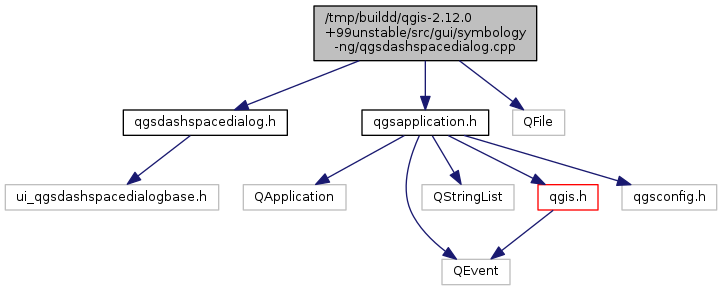 /tmp/buildd/qgis-2.12.0
+99unstable/src/gui/symbology
-ng/qgsdashspacedialog.cpp
qgsdashspacedialog.h
qgsapplication.h
QFile
ui_qgsdashspacedialogbase.h
QApplication
QStringList
qgis.h
qgsconfig.h
QEvent